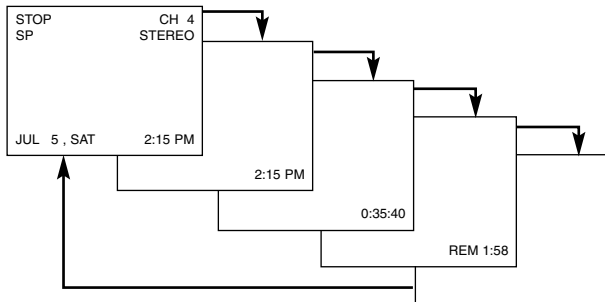 STOP CH 4
SP STEREO
JUL 5 , SAT 2:15 PM
2:15 PM
0:35:40
REM 1:58